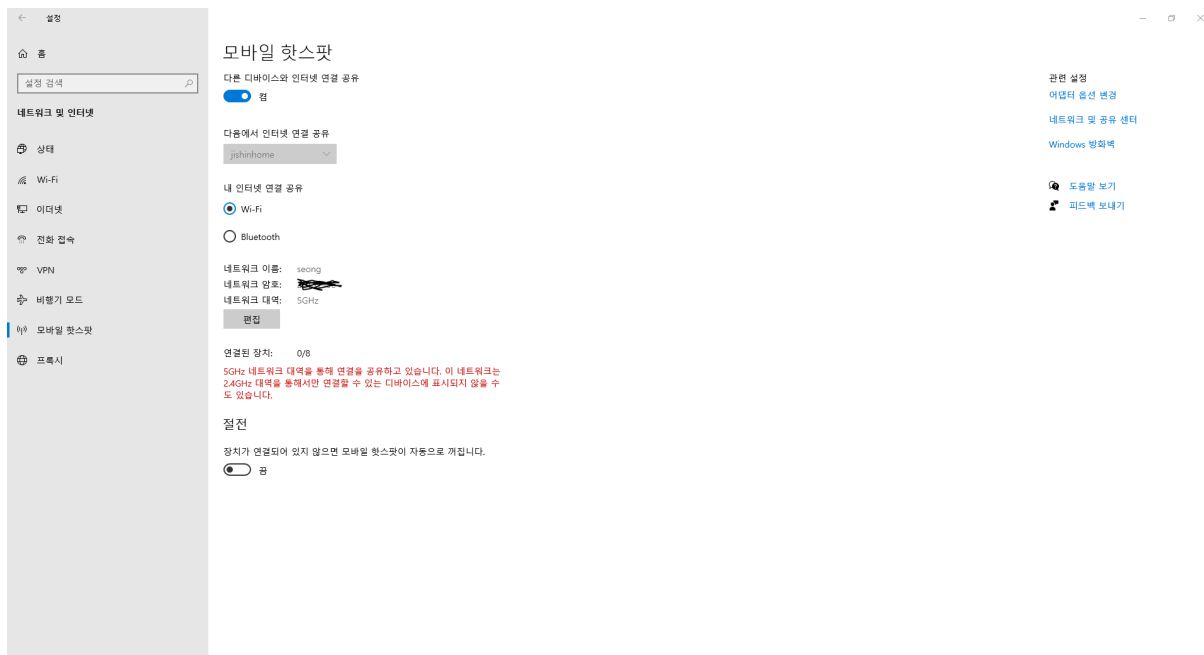 설정
홈
설정 검색
네트워크 및 인터넷
상태
Wi-Fi
이더넷
전화 접속
VPN
비행기 모드
모바일 핫스팟
프록시
모바일 핫스팟
다른 디바이스와 인터넷 연결 공유
켬
다음에서 인터넷 연결 공유
jishinhome
내 인터넷 연결 공유
Wi-Fi
Bluetooth
네트워크 이름: seong
네트워크 암호:
네트워크 대역: 5GHz
편집
연결된 장치: 0/8
5GHz 네트워크 대역을 통해 연결을 공유하고 있습니다. 이 네트워크는
2.4GHz 대역을 통해서만 연결할 수 있는 디바이스에 표시되지 않을 수
도 있습니다.
절전
장치가 연결되어 있지 않으면 모바일 핫스팟이 자동으로 꺼집니다.
끔
관련 설정
어댑터 옵션 변경
네트워크 및 공유 센터
Windows 방화벽
도움말 보기
피드백 보내기